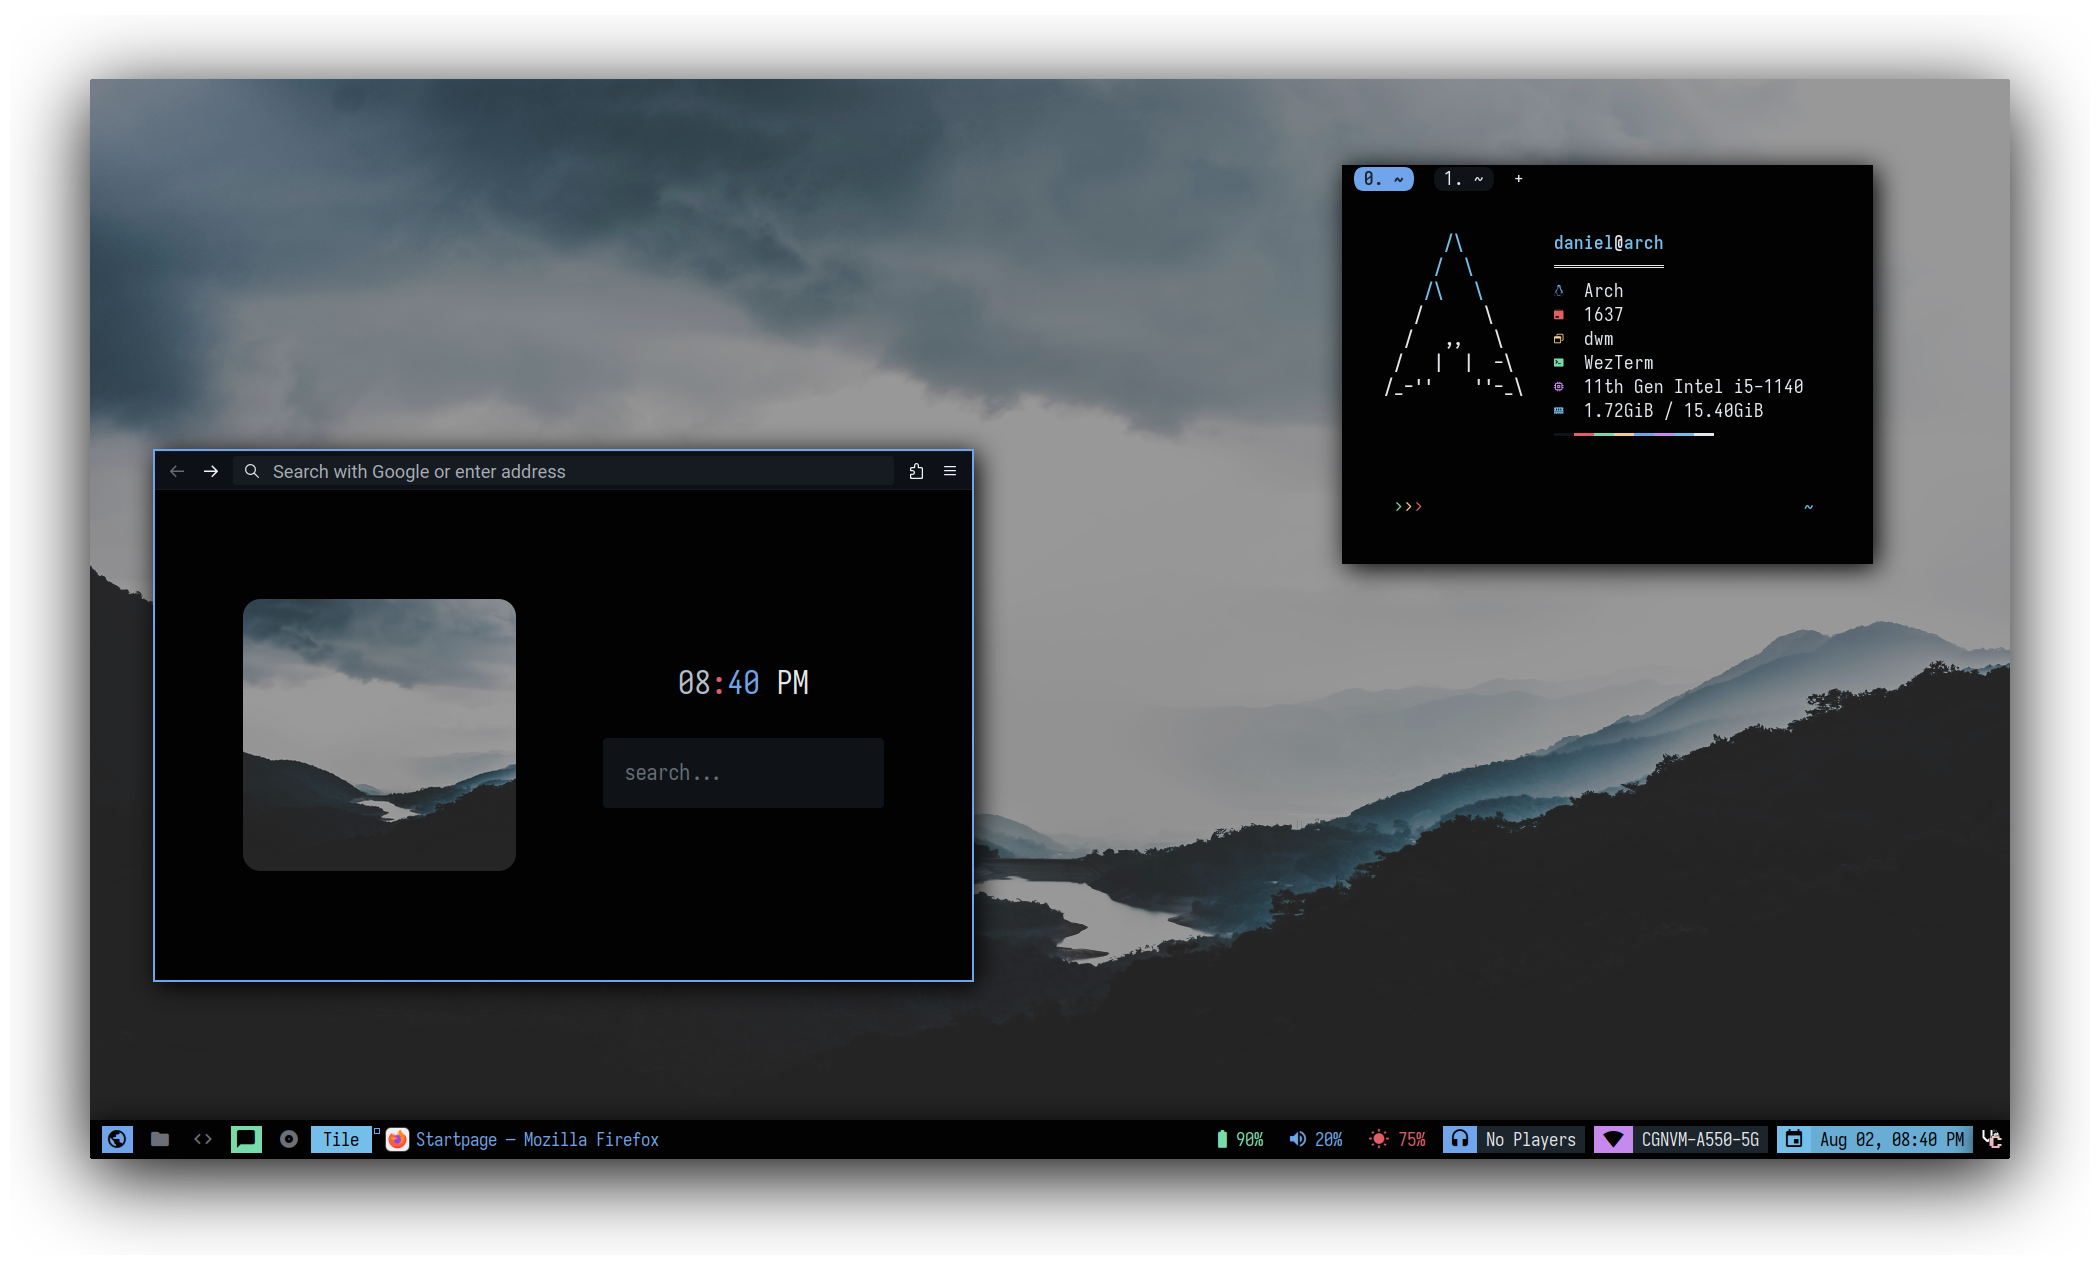 0. ~ 1. ~ +
daniel@arch
Arch
1637
dwm
WezTerm
11th Gen Intel i5-1140
1.72GiB / 15.40GiB
>>> ~
Search with Google or enter address
08:40 PM
search...
Tile Startpage — Mozilla Firefox 90% 20% 75% No Players CGNVM-A550-5G Aug 02, 08:40 PM